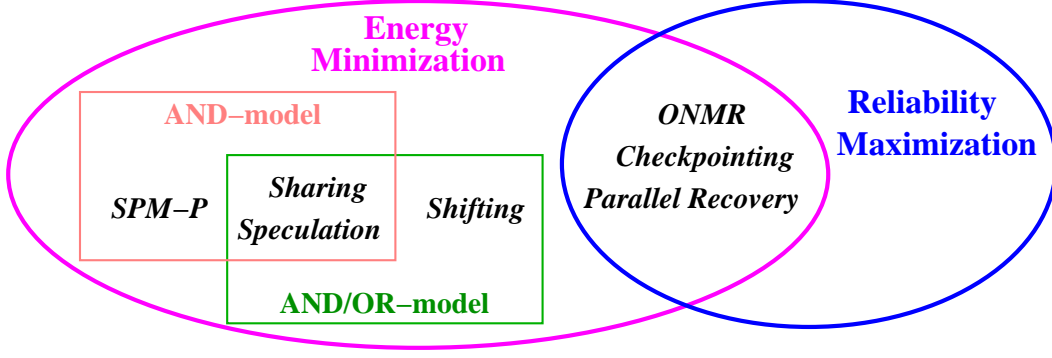 Energy
Minimization
AND−model
SPM−P
Sharing
Speculation
Shifting
AND/OR−model
ONMR
Checkpointing
Parallel Recovery
Reliability
Maximization